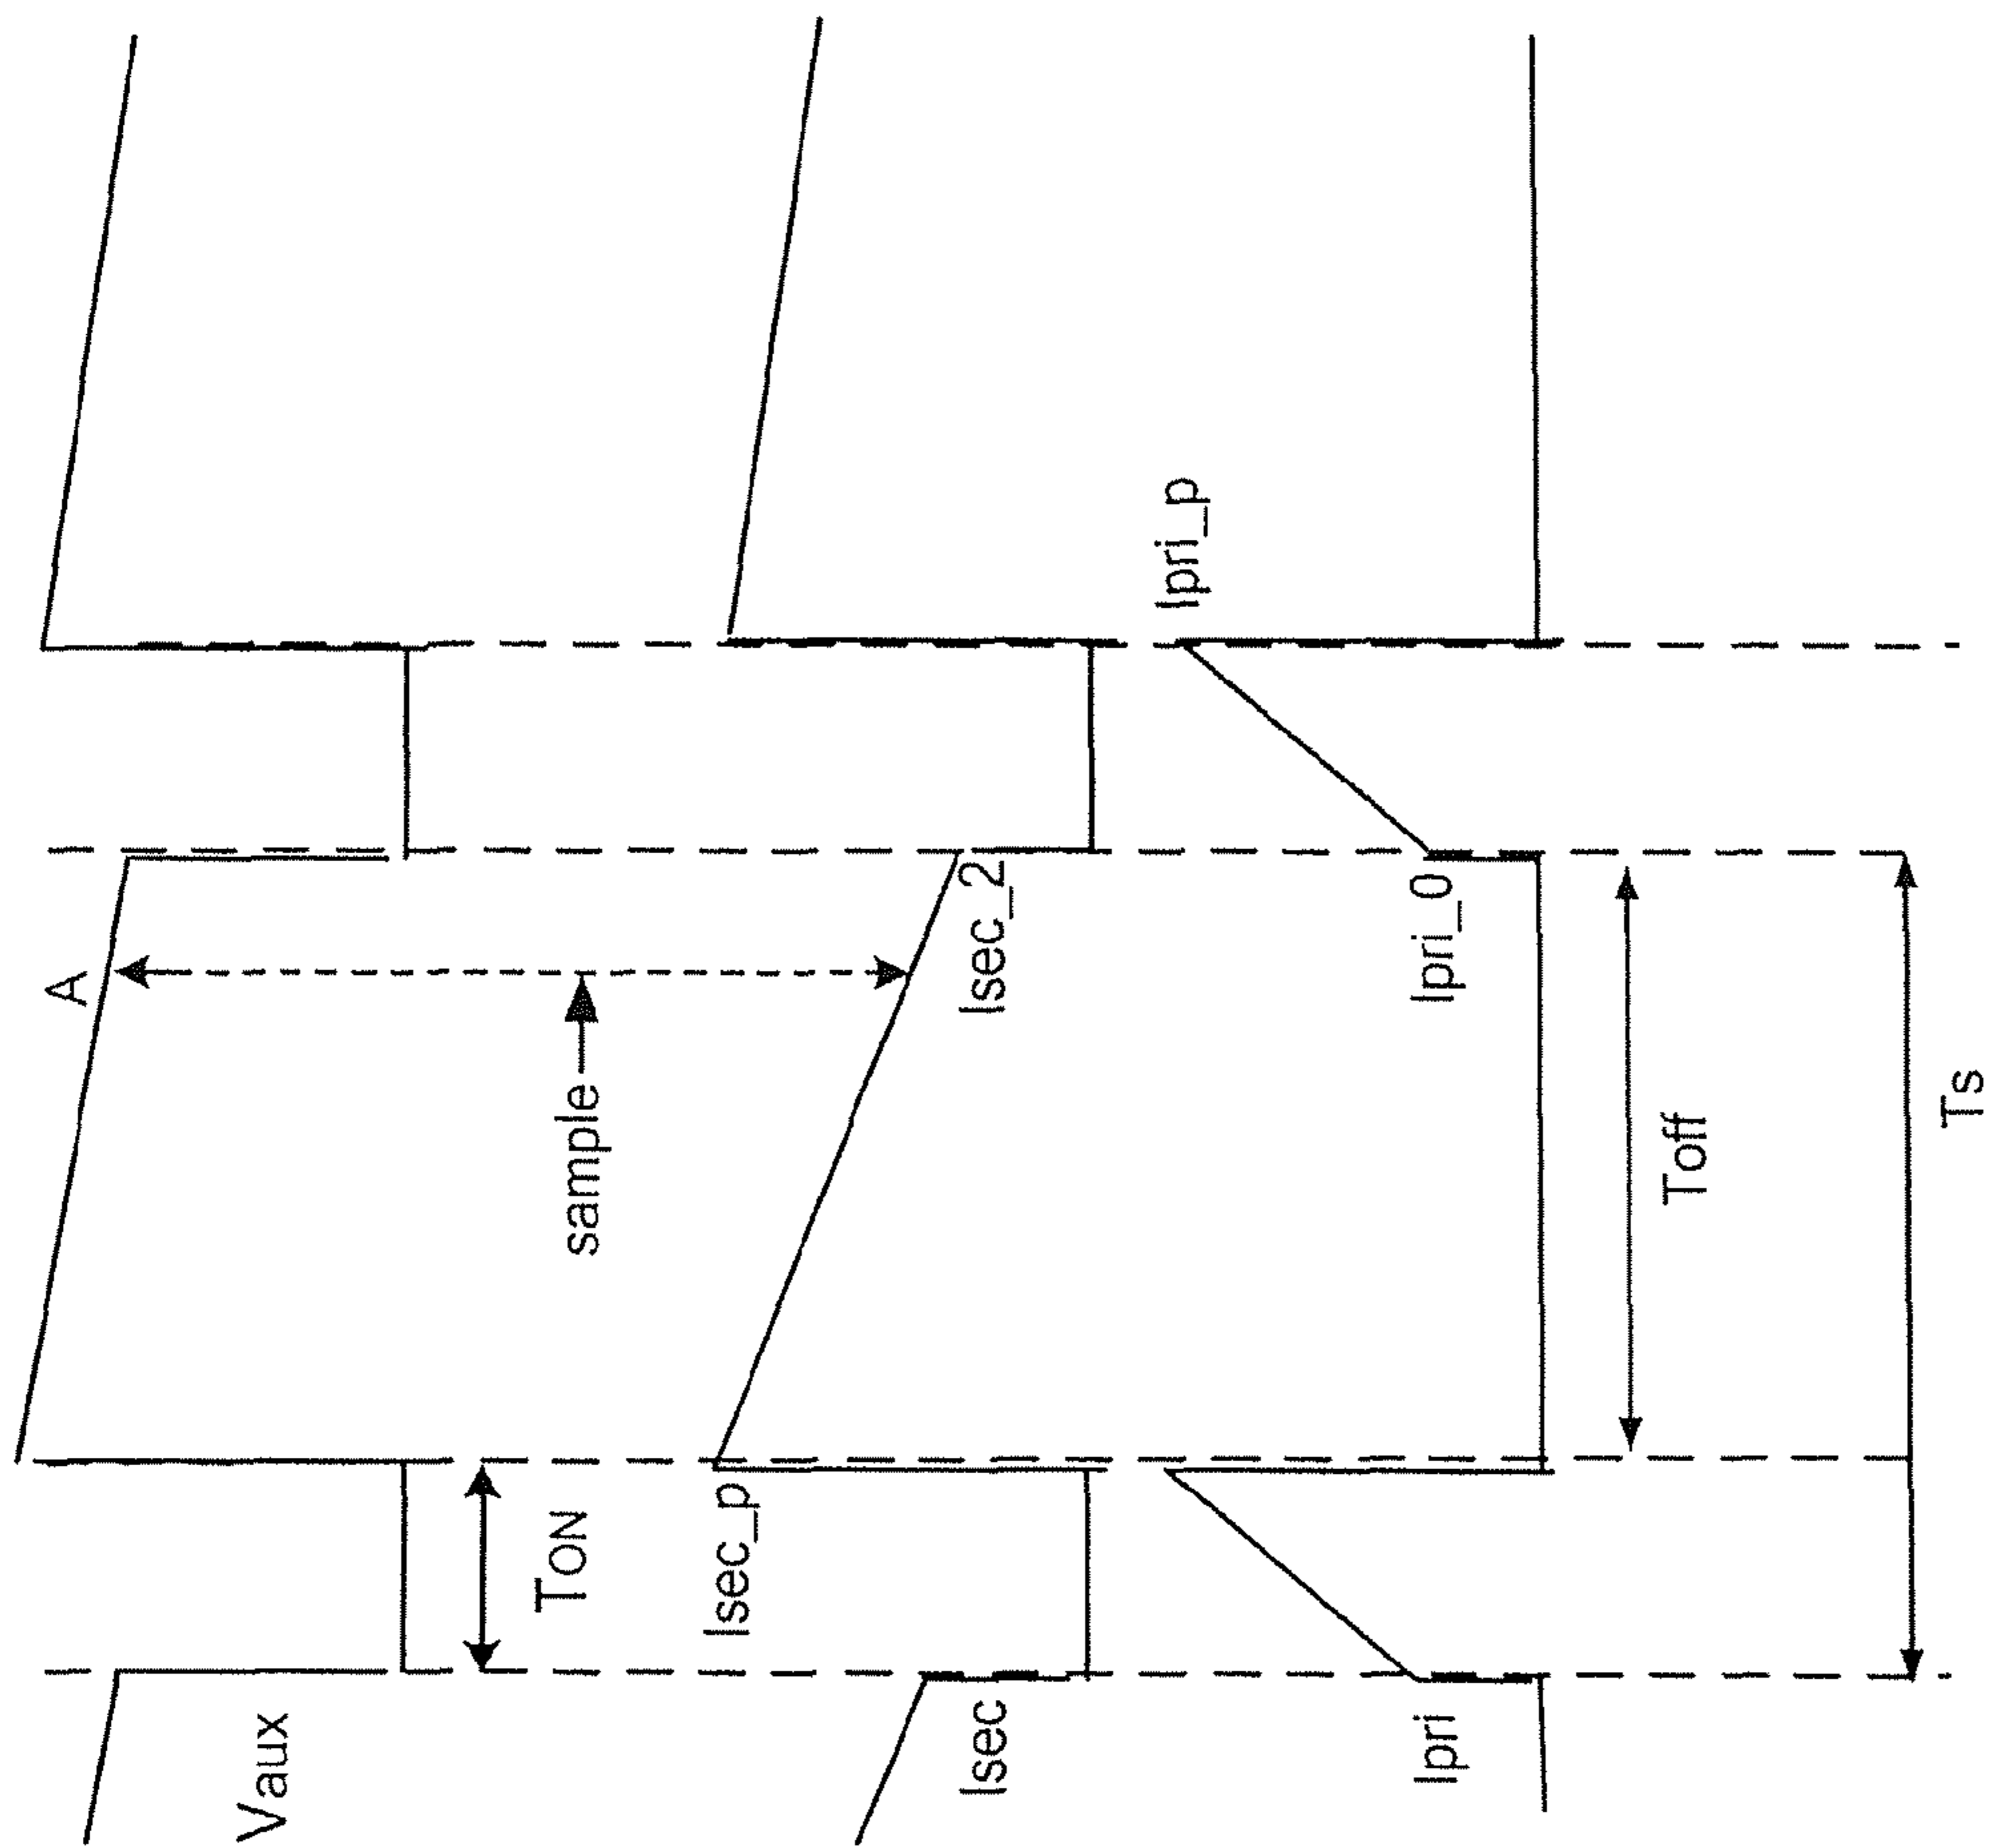 Vaux
A
TON
sample
Isec_p
Isec
Isec_2
Ipri_p
Ipri
Ipri_0
Toff
Ts